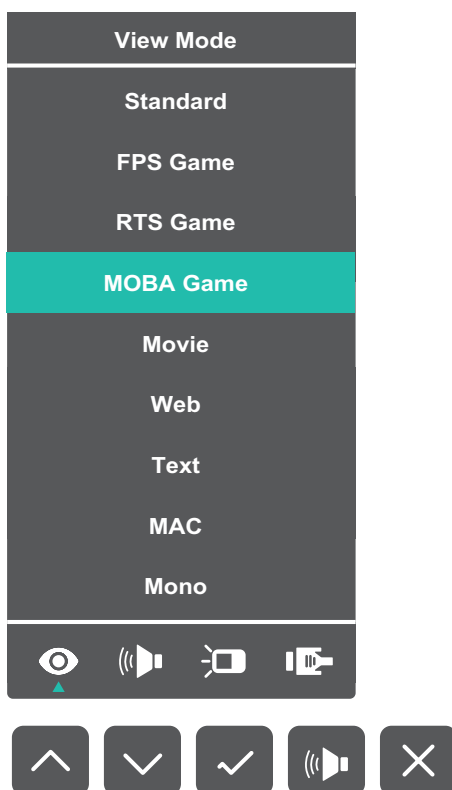 View Mode
Standard
FPS Game
RTS Game
MOBA Game
Movie
Web
Text
MAC
Mono